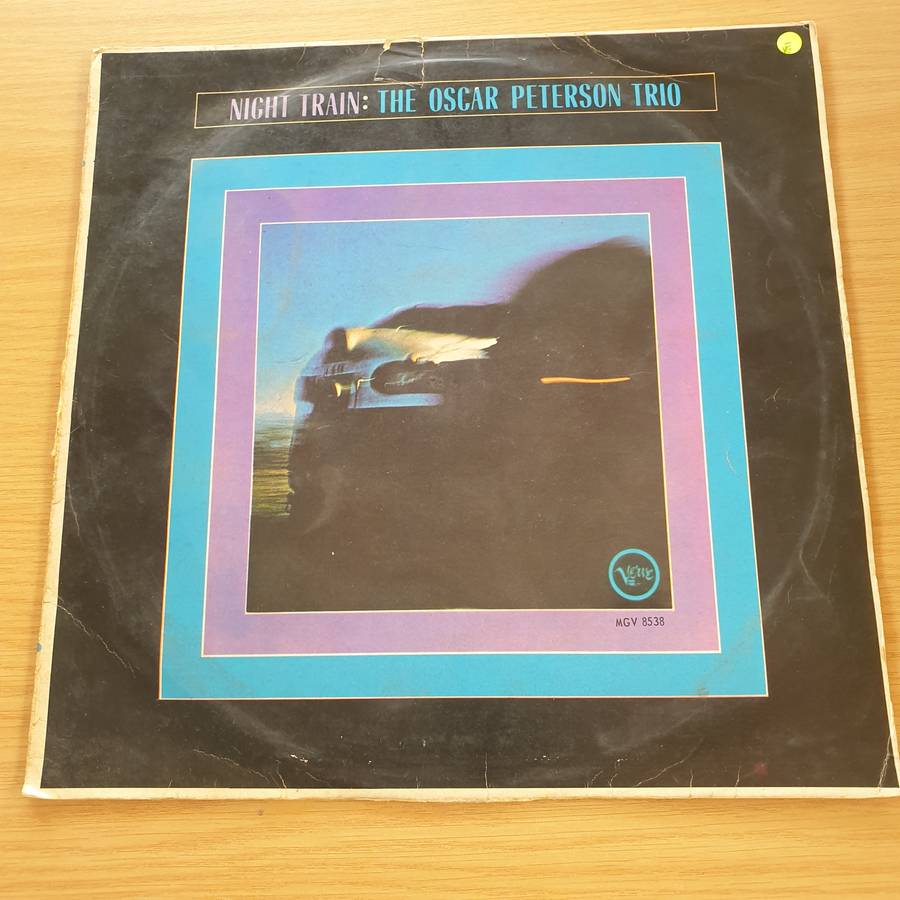 NIGHT TRAIN: THE OSCAR PETERSON TRIO
Verve
MGV 8538